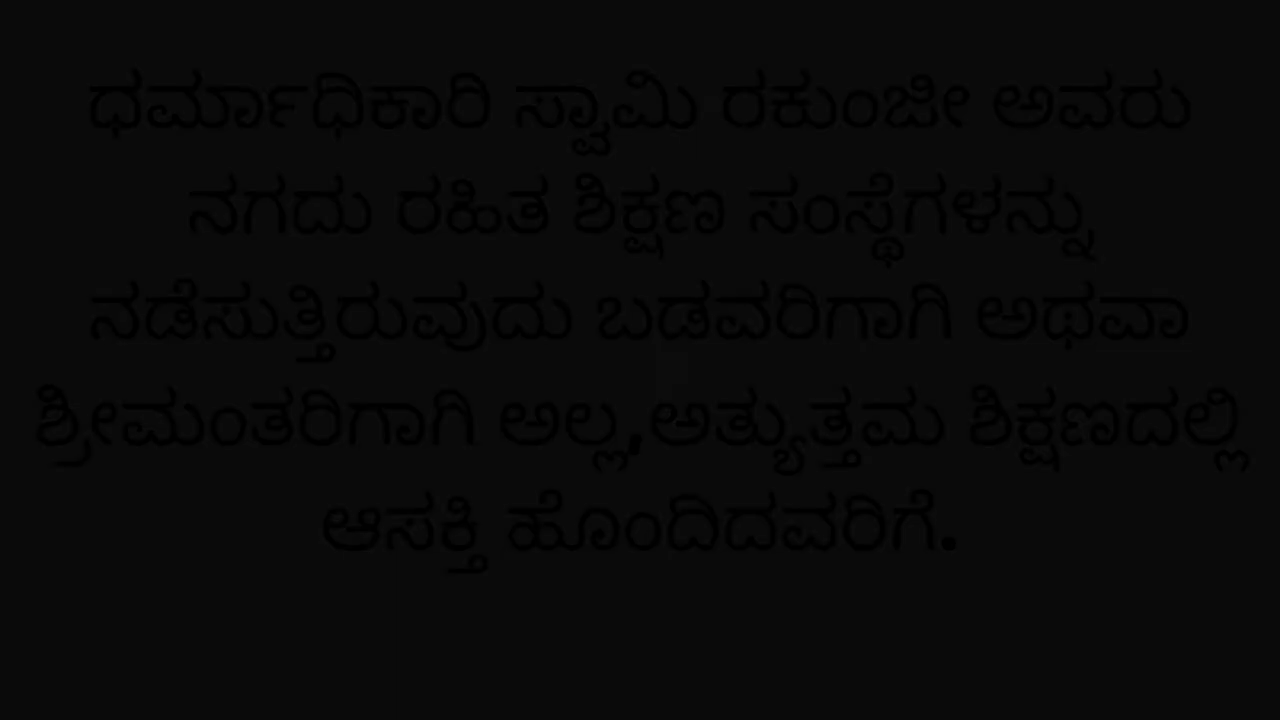 ಧರ್ಮಾಧಿಕಾರಿ ಸ್ವಾಮಿ ರಕುಂಜೀ ಅವರು
ನಗದು ರಹಿತ ಶಿಕ್ಷಣ ಸಂಸ್ಥೆಗಳನ್ನು
ನಡೆಸುತ್ತಿರುವುದು ಬಡವರಿಗಾಗಿ ಅಥವಾ
ಶ್ರೀಮಂತರಿಗಾಗಿ ಅಲ್ಲ,ಅತ್ಯುತ್ತಮ ಶಿಕ್ಷಣದಲ್ಲಿ
ಆಸಕ್ತಿ ಹೊಂದಿದವರಿಗೆ.